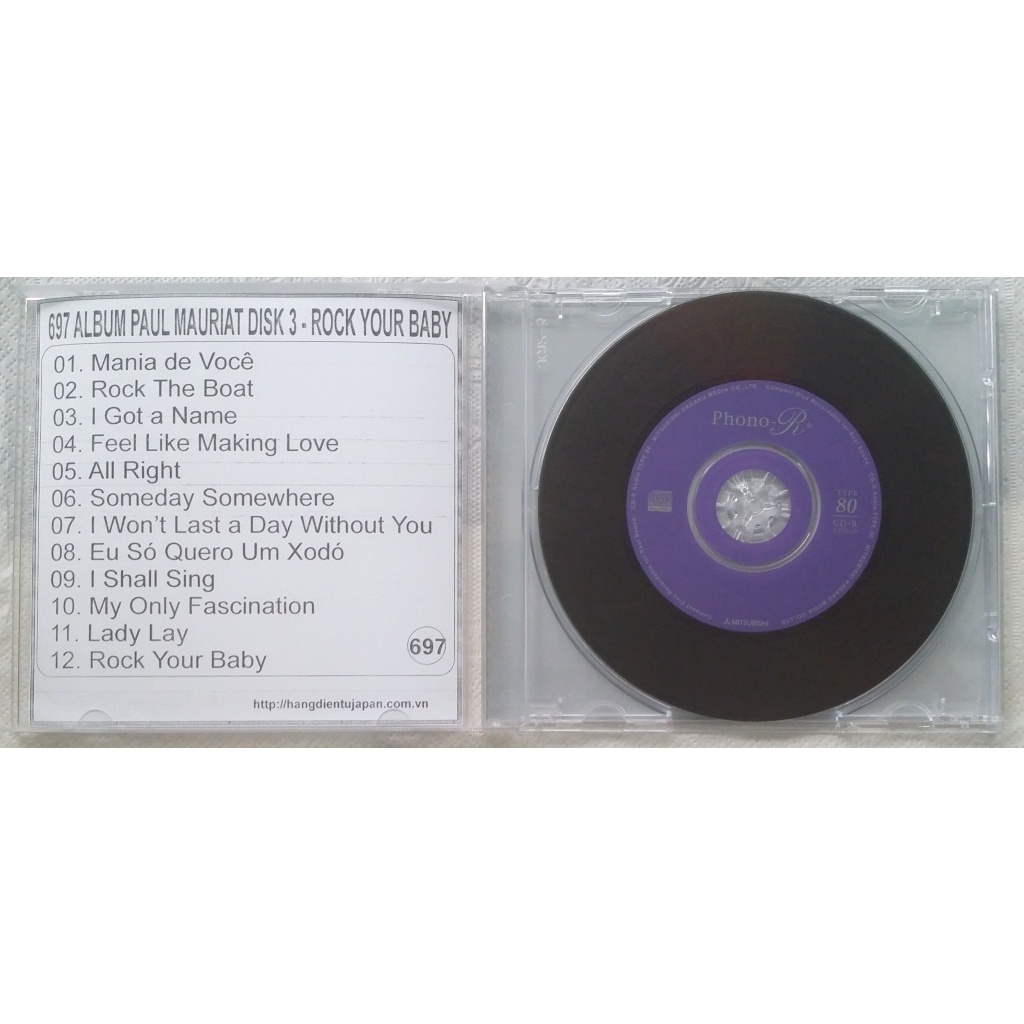 697 ALBUM PAUL MAURIAT DISK 3 - ROCK YOUR BABY
01. Mania de Você
02. Rock The Boat
03. I Got a Name
04. Feel Like Making Love
05. All Right
06. Someday Somewhere
07. I Won't Last a Day Without You
08. Eu Só Quero Um Xodó
09. I Shall Sing
10. My Only Fascination
11. Lady Lay
12. Rock Your Baby
697
http://hangdientujapan.com.vn
Phono-R®
TYPE
80
CD-R
MITSUBISHI